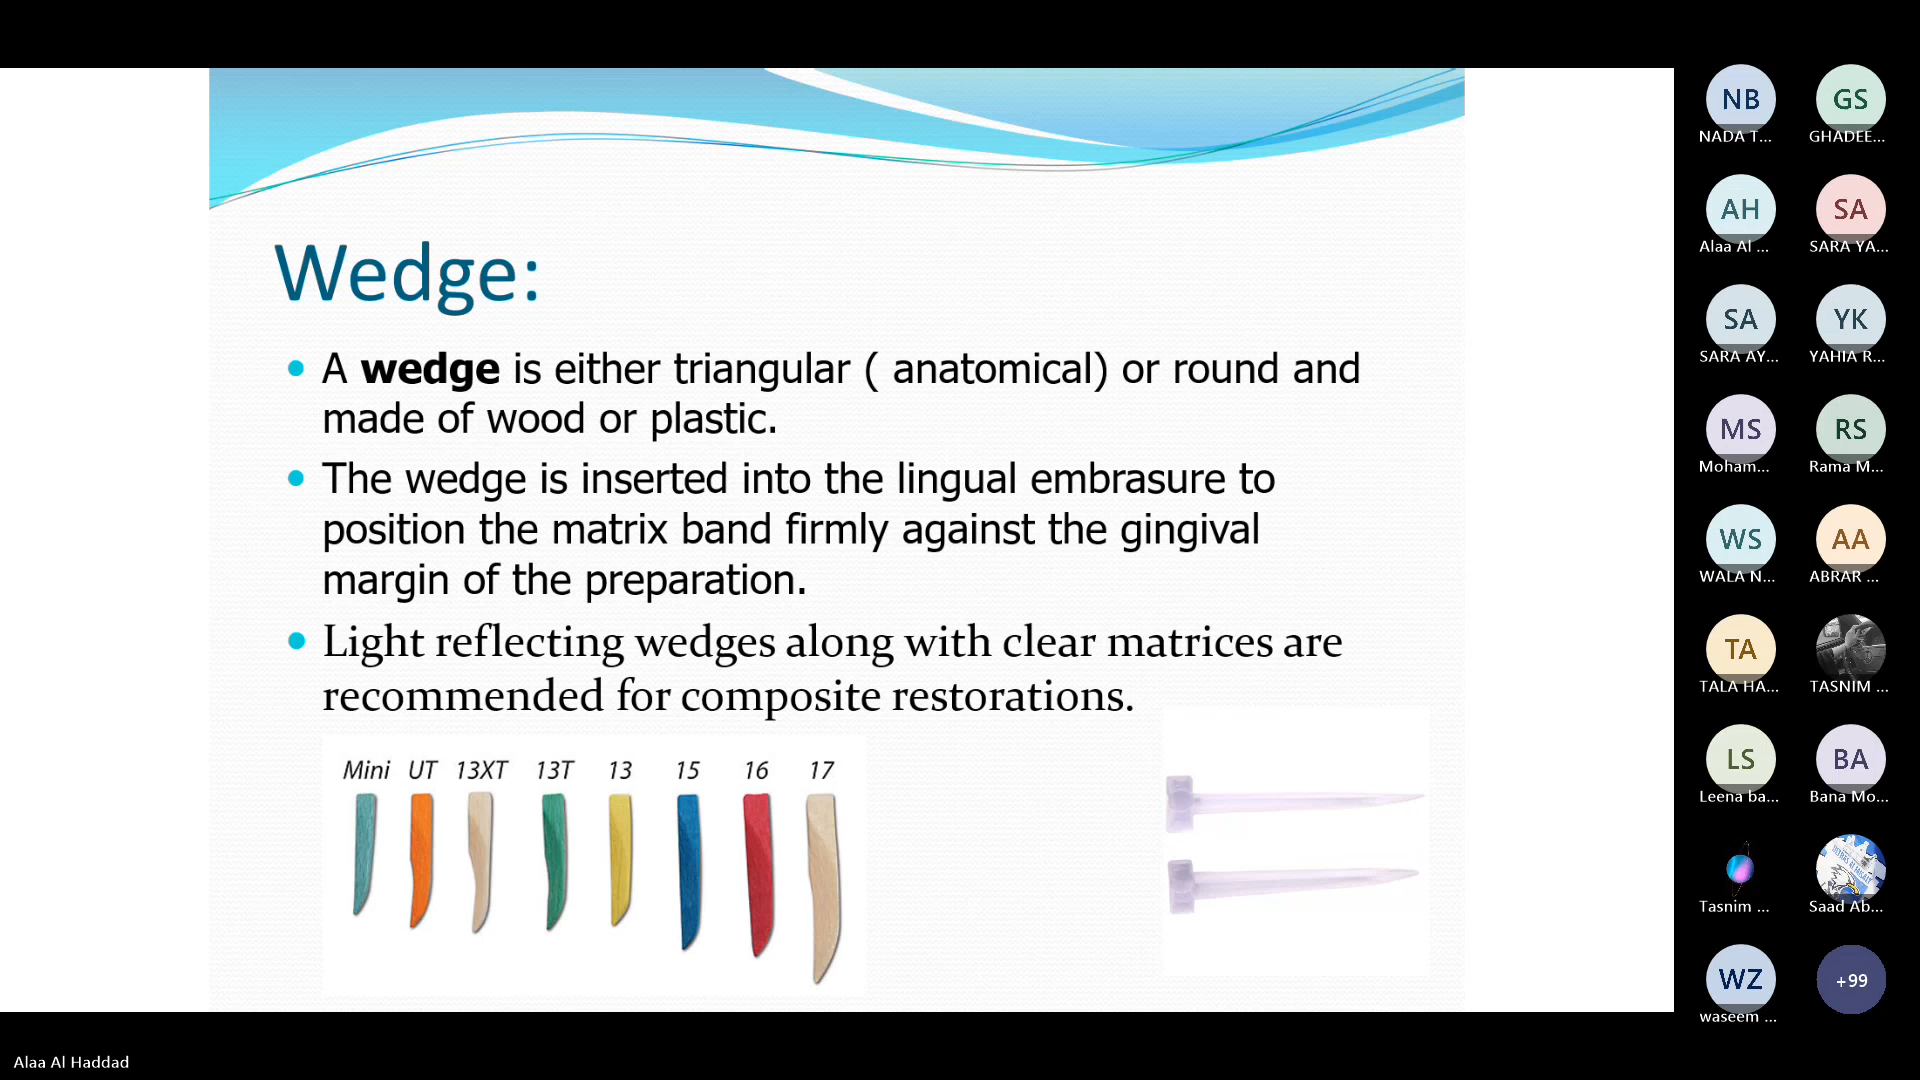 Wedge:
• A wedge is either triangular ( anatomical) or round and
made of wood or plastic.
• The wedge is inserted into the lingual embrasure to
position the matrix band firmly against the gingival
margin of the preparation.
• Light reflecting wedges along with clear matrices are
recommended for composite restorations.
Mini UT 13XT 13T 13 15 16 17
NB GS
NADA T... GHADEE...
AH SA
Alaa Al ... SARA YA...
SA YK
SARA AY... YAHIA R...
MS RS
Moham... Rama M...
WS AA
WALA N... ABRAR ...
TA
TALA HA... TASNIM ...
LS BA
Leena ba... Bana Mo...
Tasnim ... Saad Ab...
WZ +99
waseem ...
Alaa Al Haddad